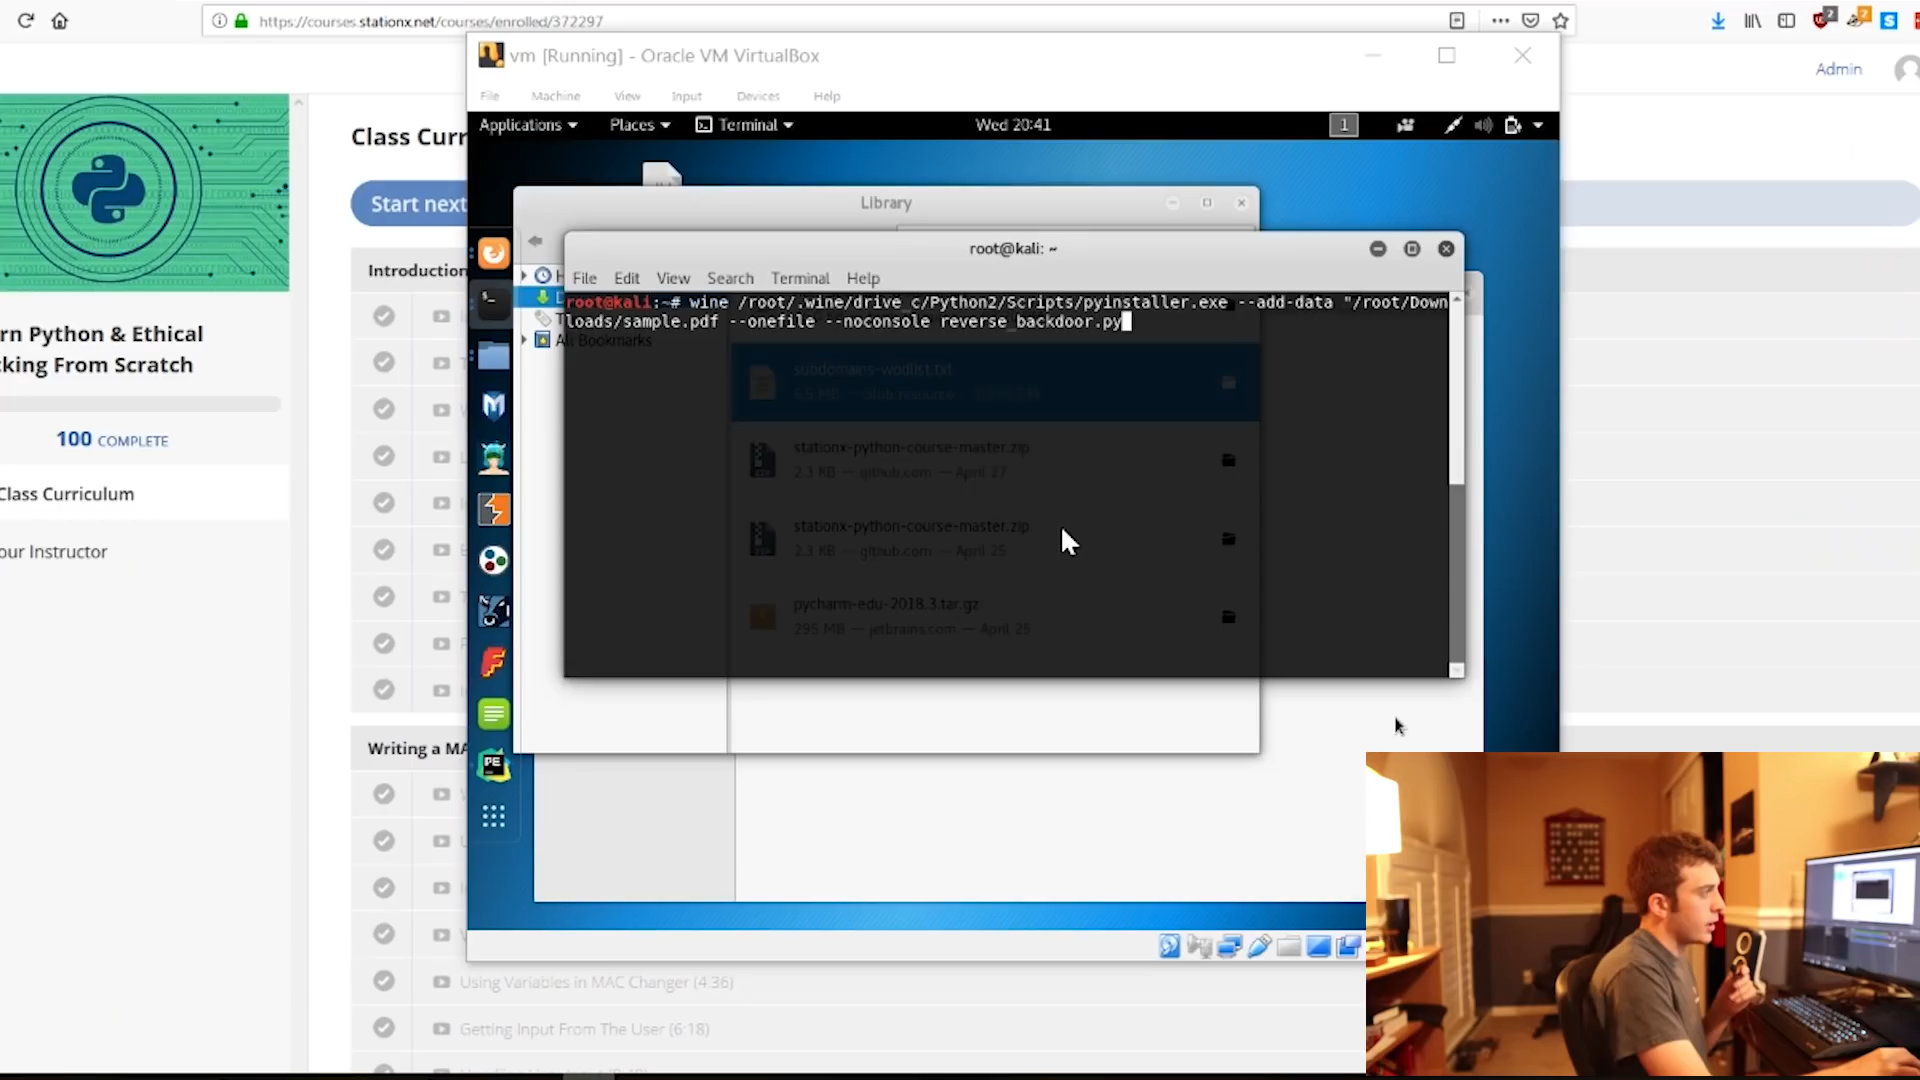 https://courses.stationx.net/courses/enrolled/372297
vm [Running] - Oracle VM VirtualBox
Admin
File Machine View Input Devices Help
Applications Places Terminal Wed 20:41 1
Class Curr
Start next
Library
root@kali: ~
Introduction
File Edit View Search Terminal Help
root@kali:~# wine /root/.wine/drive_c/Python2/Scripts/pyinstaller.exe --add-data "/root/Down
loads/sample.pdf --onefile --noconsole reverse_backdoor.py
All Bookmarks
rn Python & Ethical
king From Scratch
subdomains-wodlist.txt
100 COMPLETE
stationx-python-course-master.zip
2.3 KB — github.com — April 27
Class Curriculum
stationx-python-course-master.zip
2.3 KB — github.com — April 25
our Instructor
pycharm-edu-2018.3.tar.gz
295 MB — jetbrains.com — April 25
Writing a MA
PE
Using Variables in MAC Changer (4:36)
Getting Input From The User (6:18)